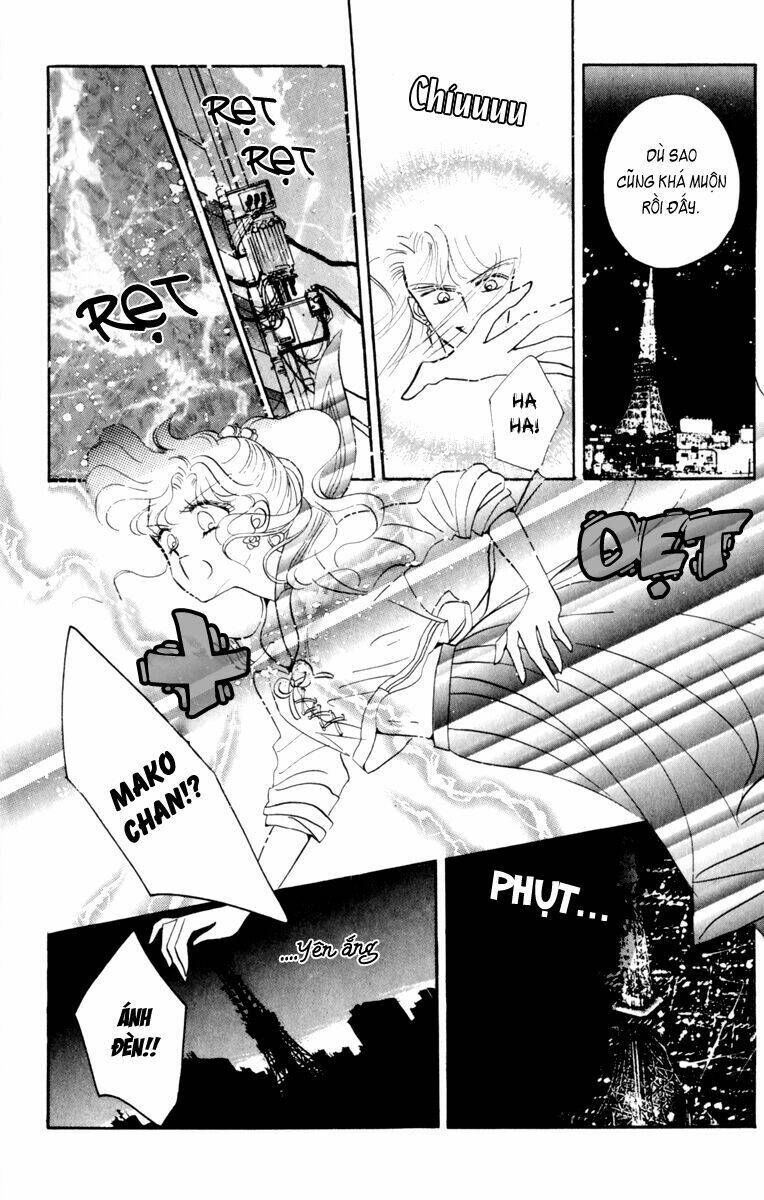 DÙ SAO
CŨNG KHÁ MUỘN
RỒI ĐẤY.
Chíuuuu
HA
HA!
RẸT
RẸT
RẸT
OẸT
X
MAKO
CHAN!?
PHỤT...
....Yên ắng
ÁNH
ĐÈN!!